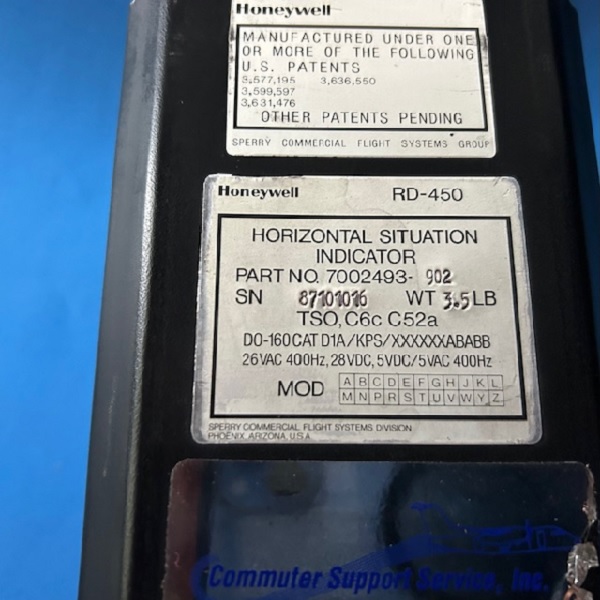 Honeywell
MANUFACTURED UNDER ONE
OR MORE OF THE FOLLOWING
U.S. PATENTS
3,577,195 3,636,550
3,599,597
3,631,476
OTHER PATENTS PENDING
SPERRY COMMERCIAL FLIGHT SYSTEMS GROUP
Honeywell RD-450
HORIZONTAL SITUATION
INDICATOR
PART NO. 7002493- 902
SN 87101016 WT 3.5 LB
TSO, C6c C52a
DO-160CAT D1A/KPS/XXXXXXABABB
26VAC 400Hz, 28VDC, 5VDC/5VAC 400Hz
MOD A B C D E F G H J K L
M N P R S T U V W Y Z
SPERRY COMMERCIAL FLIGHT SYSTEMS DIVISION
PHOENIX, ARIZONA, U.S.A.
Commuter Support Service, Inc.